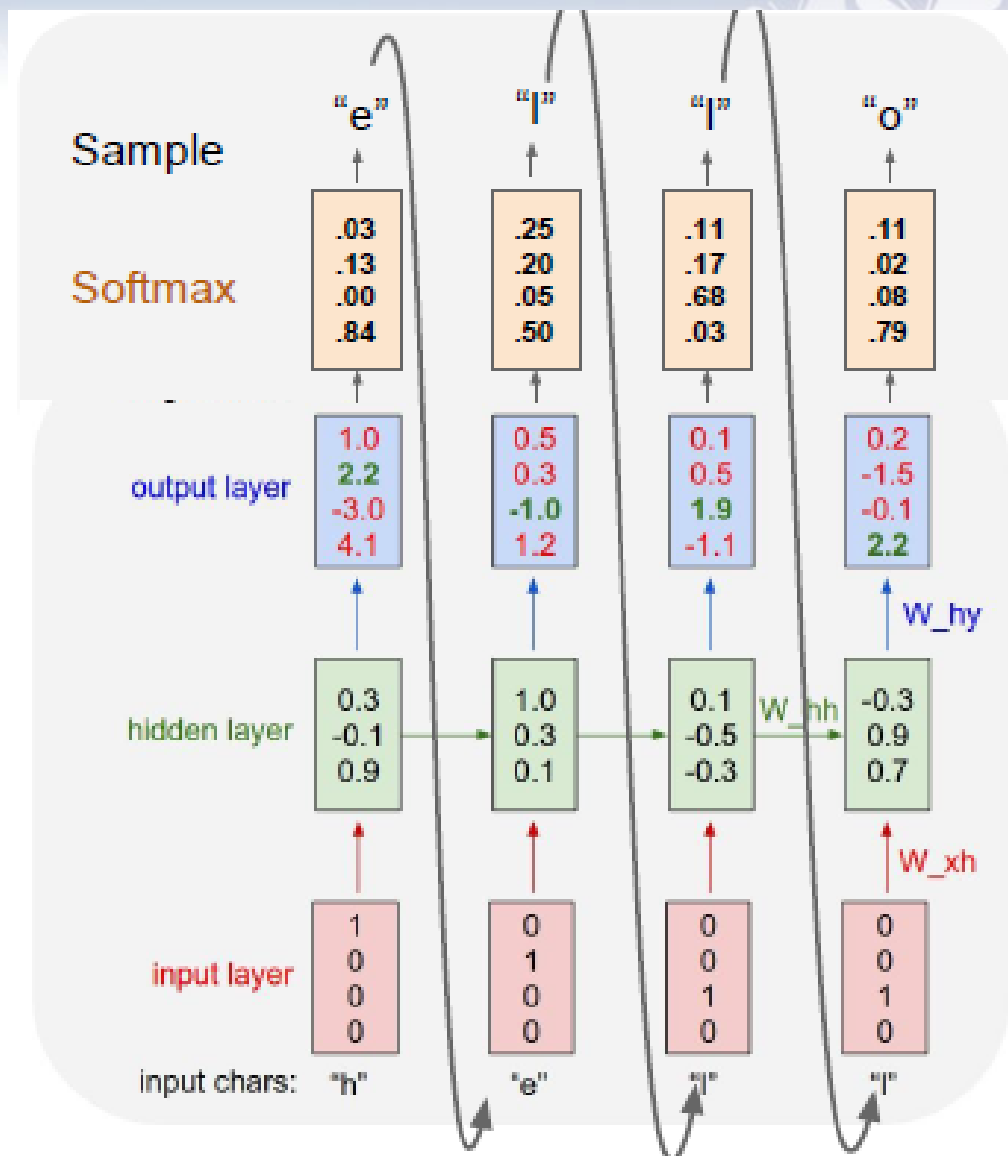 “e” “l” “l” “o”
Sample
.03 .25 .11 .11
.13 .20 .17 .02
Softmax
.00 .05 .68 .08
.84 .50 .03 .79
1.0 0.5 0.1 0.2
output layer
2.2 0.3 0.5 -1.5
-3.0 -1.0 1.9 -0.1
4.1 1.2 -1.1 2.2
W_hy
0.3 1.0 0.1 -0.3
W_hh
hidden layer
-0.1 0.3 -0.5 0.9
0.9 0.1 -0.3 0.7
W_xh
1 0 0 0
0 1 0 0
input layer
0 0 1 1
0 0 0 0
input chars: “h” “e” “l” “l”